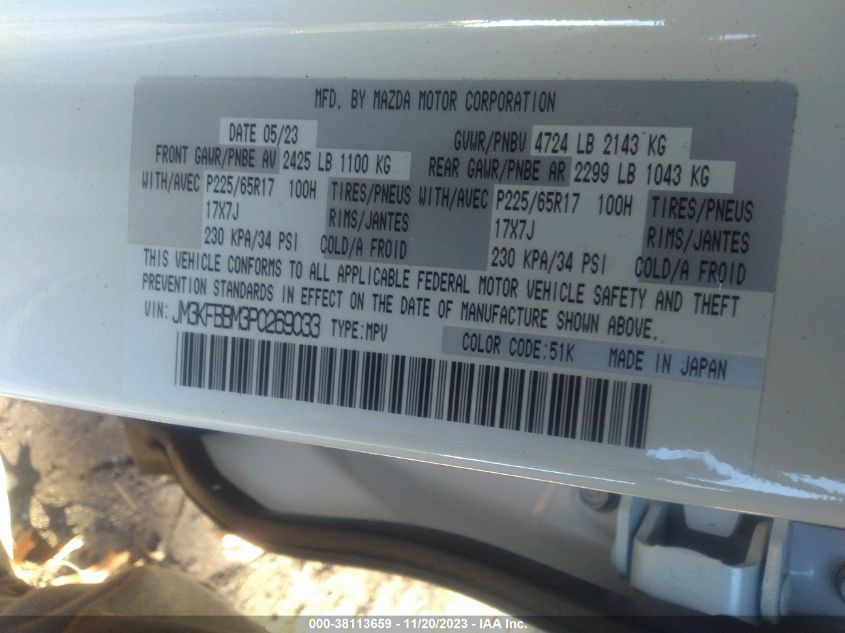 MFD. BY MAZDA MOTOR CORPORATION
DATE 05/23 GVWR/PNBV 4724 LB 2143 KG
FRONT GAWR/PNBE AV 2425 LB 1100 KG REAR GAWR/PNBE AR 2299 LB 1043 KG
WITH/AVEC P225/65R17 100H TIRES/PNEUS WITH/AVEC P225/65R17 100H TIRES/PNEUS
17X7J RIMS/JANTES 17X7J RIMS/JANTES
230 KPA/34 PSI COLD/A FROID 230 KPA/34 PSI COLD/A FROID
THIS VEHICLE CONFORMS TO ALL APPLICABLE FEDERAL MOTOR VEHICLE SAFETY AND THEFT
PREVENTION STANDARDS IN EFFECT ON THE DATE OF MANUFACTURE SHOWN ABOVE.
VIN: JM3KFBBM3P0269033 TYPE:MPV COLOR CODE:51K MADE IN JAPAN
000-38113659 - 11/20/2023 - IAA Inc.